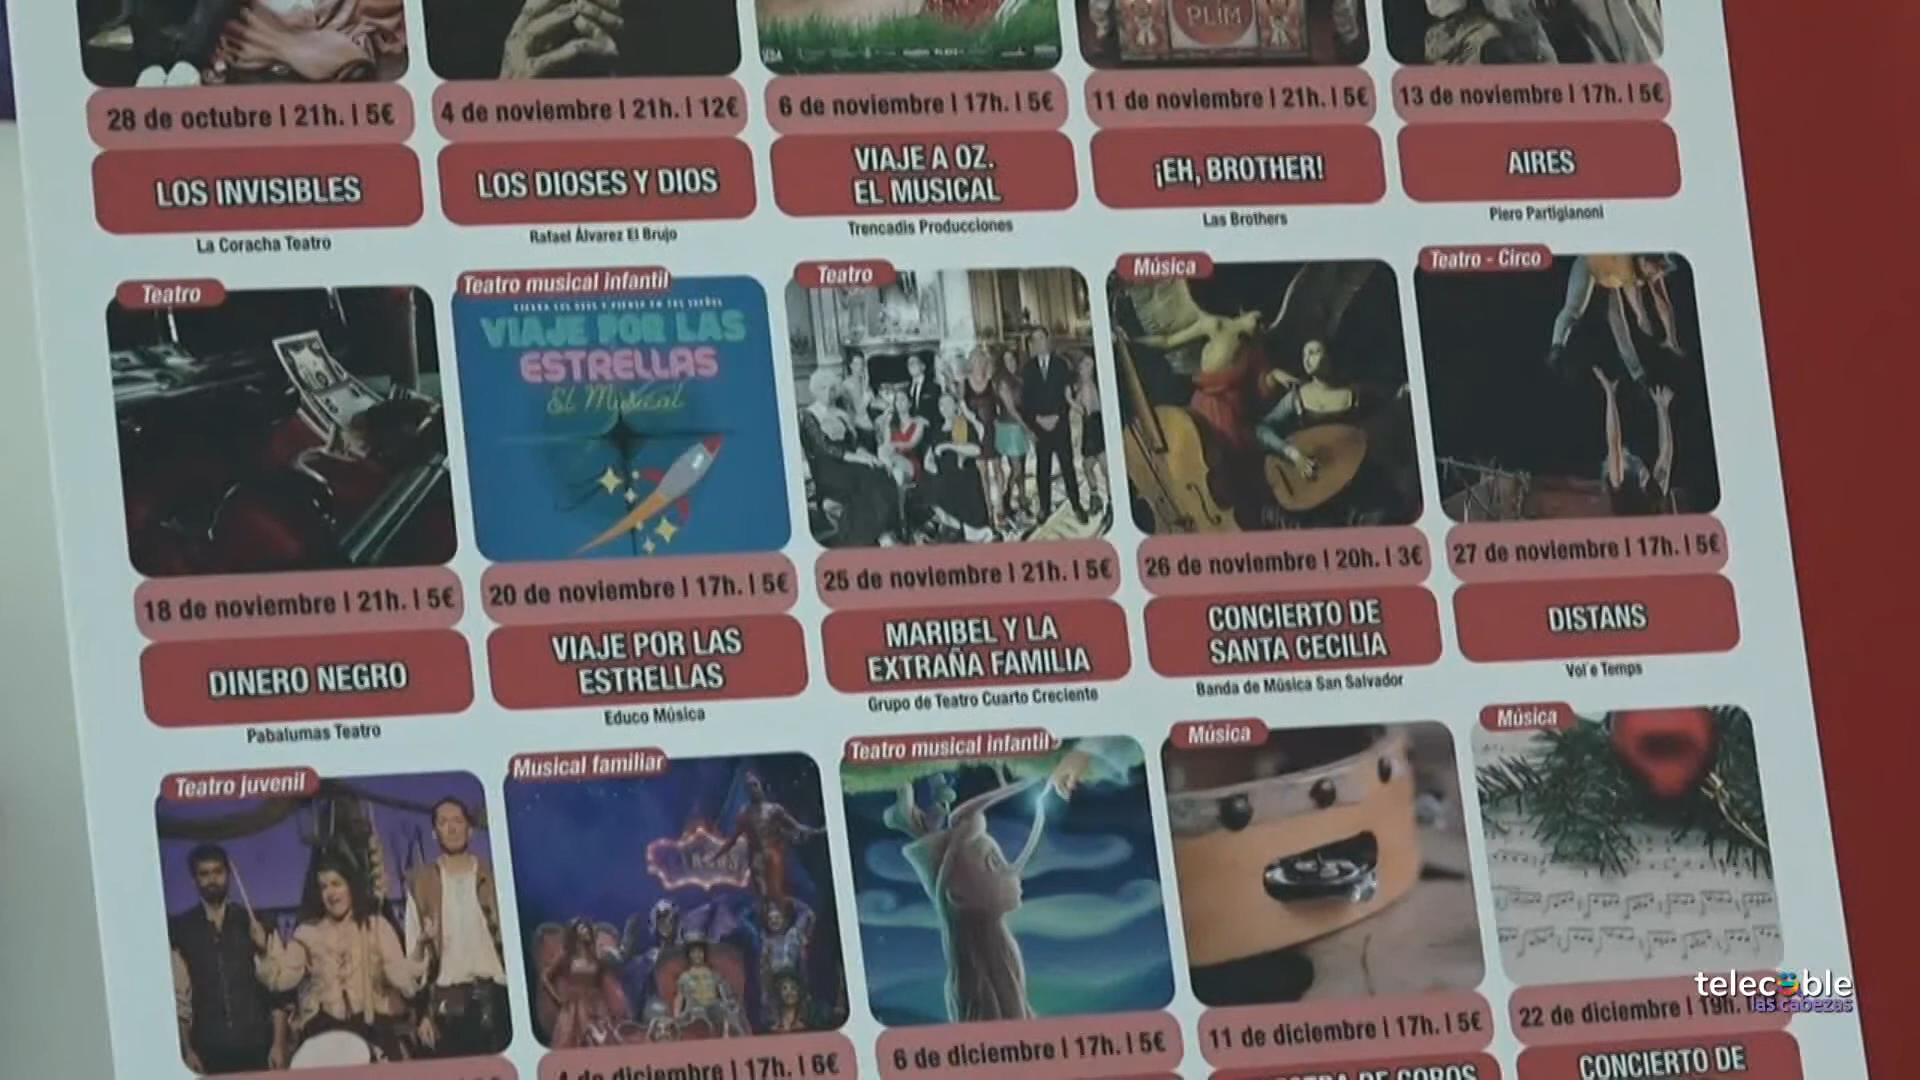 PLIM
28 de octubre | 21h. | 5€
4 de noviembre | 21h. | 12€
6 de noviembre | 17h. | 5€
11 de noviembre | 21h. | 5€
13 de noviembre | 17h. | 5€
LOS INVISIBLES
LOS DIOSES Y DIOS
VIAJE A OZ.
EL MUSICAL
¡EH, BROTHER!
AIRES
La Coracha Teatro
Rafael Álvarez El Brujo
Trencadis Producciones
Las Brothers
Piero Partigianoni
Teatro
Teatro musical infantil
Teatro
Música
Teatro - Circo
VIAJE POR LAS
ESTRELLAS
El Musical
18 de noviembre | 21h. | 5€
20 de noviembre | 17h. | 5€
25 de noviembre | 21h. | 5€
26 de noviembre | 20h. | 3€
27 de noviembre | 17h. | 5€
DINERO NEGRO
VIAJE POR LAS
ESTRELLAS
MARIBEL Y LA
EXTRAÑA FAMILIA
CONCIERTO DE
SANTA CECILIA
DISTANS
Pabalumas Teatro
Educo Música
Grupo de Teatro Cuarto Creciente
Banda de Música San Salvador
Vol'e Temps
Teatro juvenil
Musical familiar
Teatro musical infantil
Música
Música
4 de diciembre | 17h. | 6€
6 de diciembre | 17h. | 5€
11 de diciembre | 17h. | 5€
22 de diciembre | 19h.
DE COROS
CONCIERTO DE
telecable
las cabezas